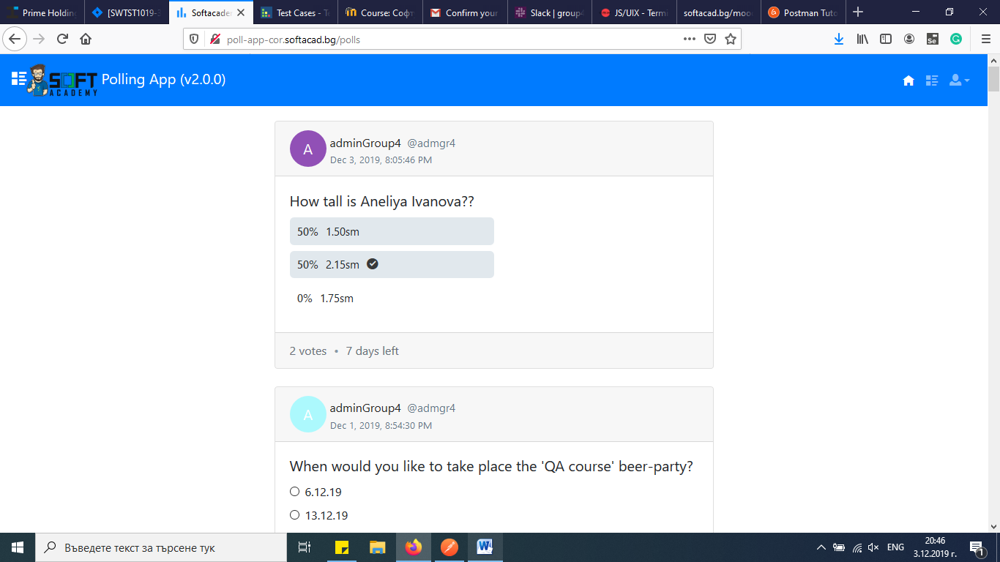 Prime Holding
[SWTST1019-3
Softacader
Test Cases - Te
Course: Софт
Confirm your
Slack | group4
JS/UIX - Termi
softacad.bg/mood
Postman Tuto
poll-app-cor.softacad.bg/polls
Se
SOFT
ACADEMY
Polling App (v2.0.0)
A
adminGroup4 @admgr4
Dec 3, 2019, 8:05:46 PM
How tall is Aneliya Ivanova??
50% 1.50sm
50% 2.15sm
0% 1.75sm
2 votes • 7 days left
A
adminGroup4 @admgr4
Dec 1, 2019, 8:54:30 PM
When would you like to take place the 'QA course' beer-party?
6.12.19
13.12.19
Въведете текст за търсене тук
ENG
20:46
3.12.2019 г.
1